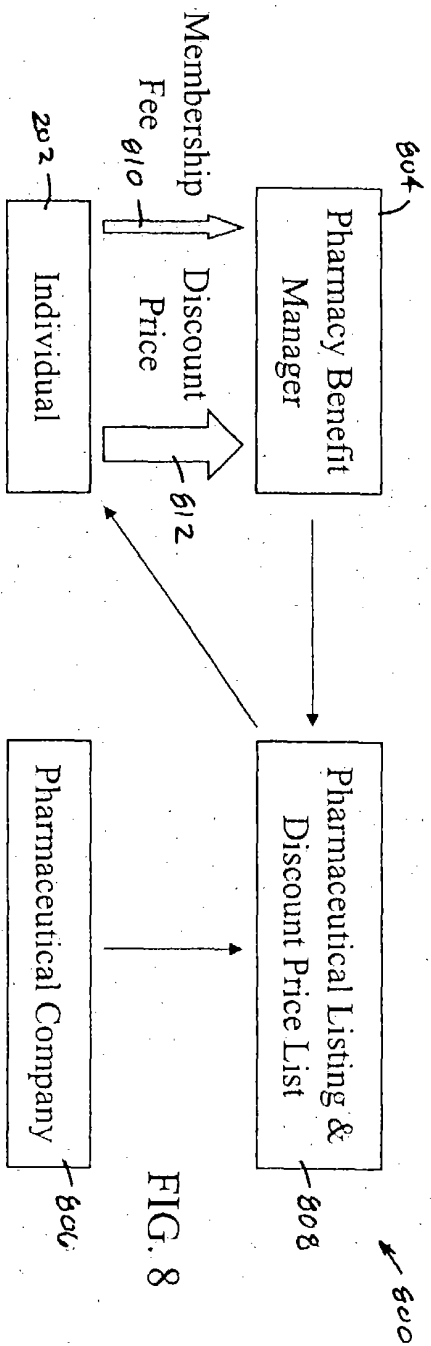 800
804
Pharmacy Benefit
Manager
Pharmaceutical Listing &
Discount Price List
808
Membership
Fee
810
Discount
Price
812
202
Individual
Pharmaceutical Company
806
FIG. 8